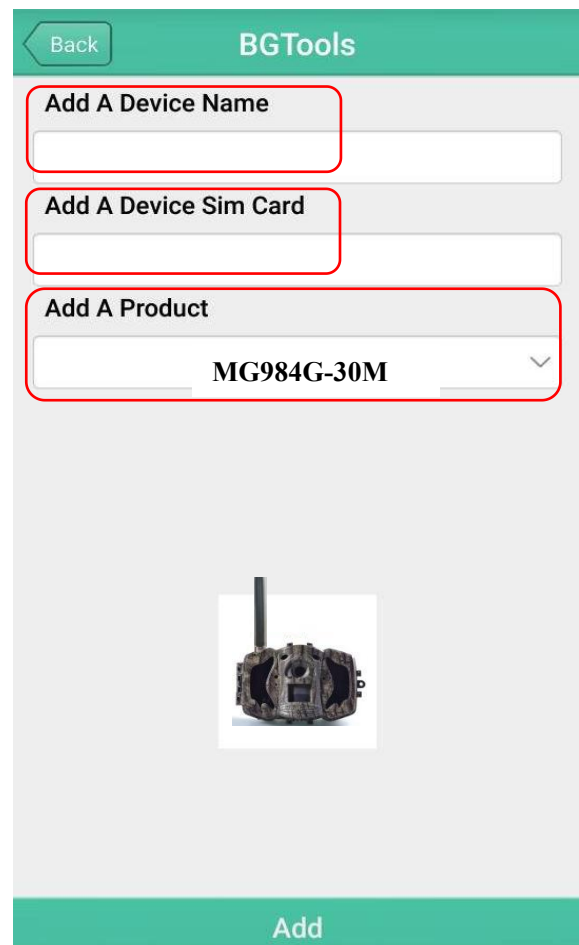 Back
BGTools
Add A Device Name
Add A Device Sim Card
Add A Product
MG984G-30M
Add